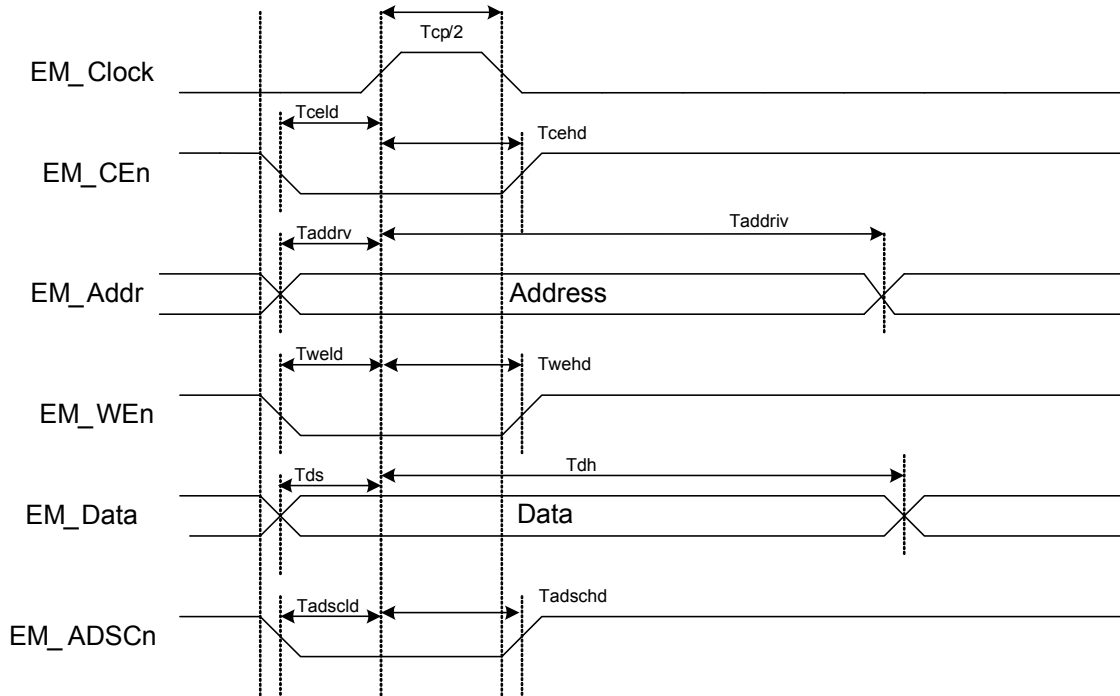 Tcp/2
EM_Clock
Tceld
Tcehd
EM_CEn
Taddrv
Taddriv
EM_Addr
Address
Tweld
Twehd
EM_WEn
Tds
Tdh
EM_Data
Data
Tadscld
Tadschd
EM_ADSCn